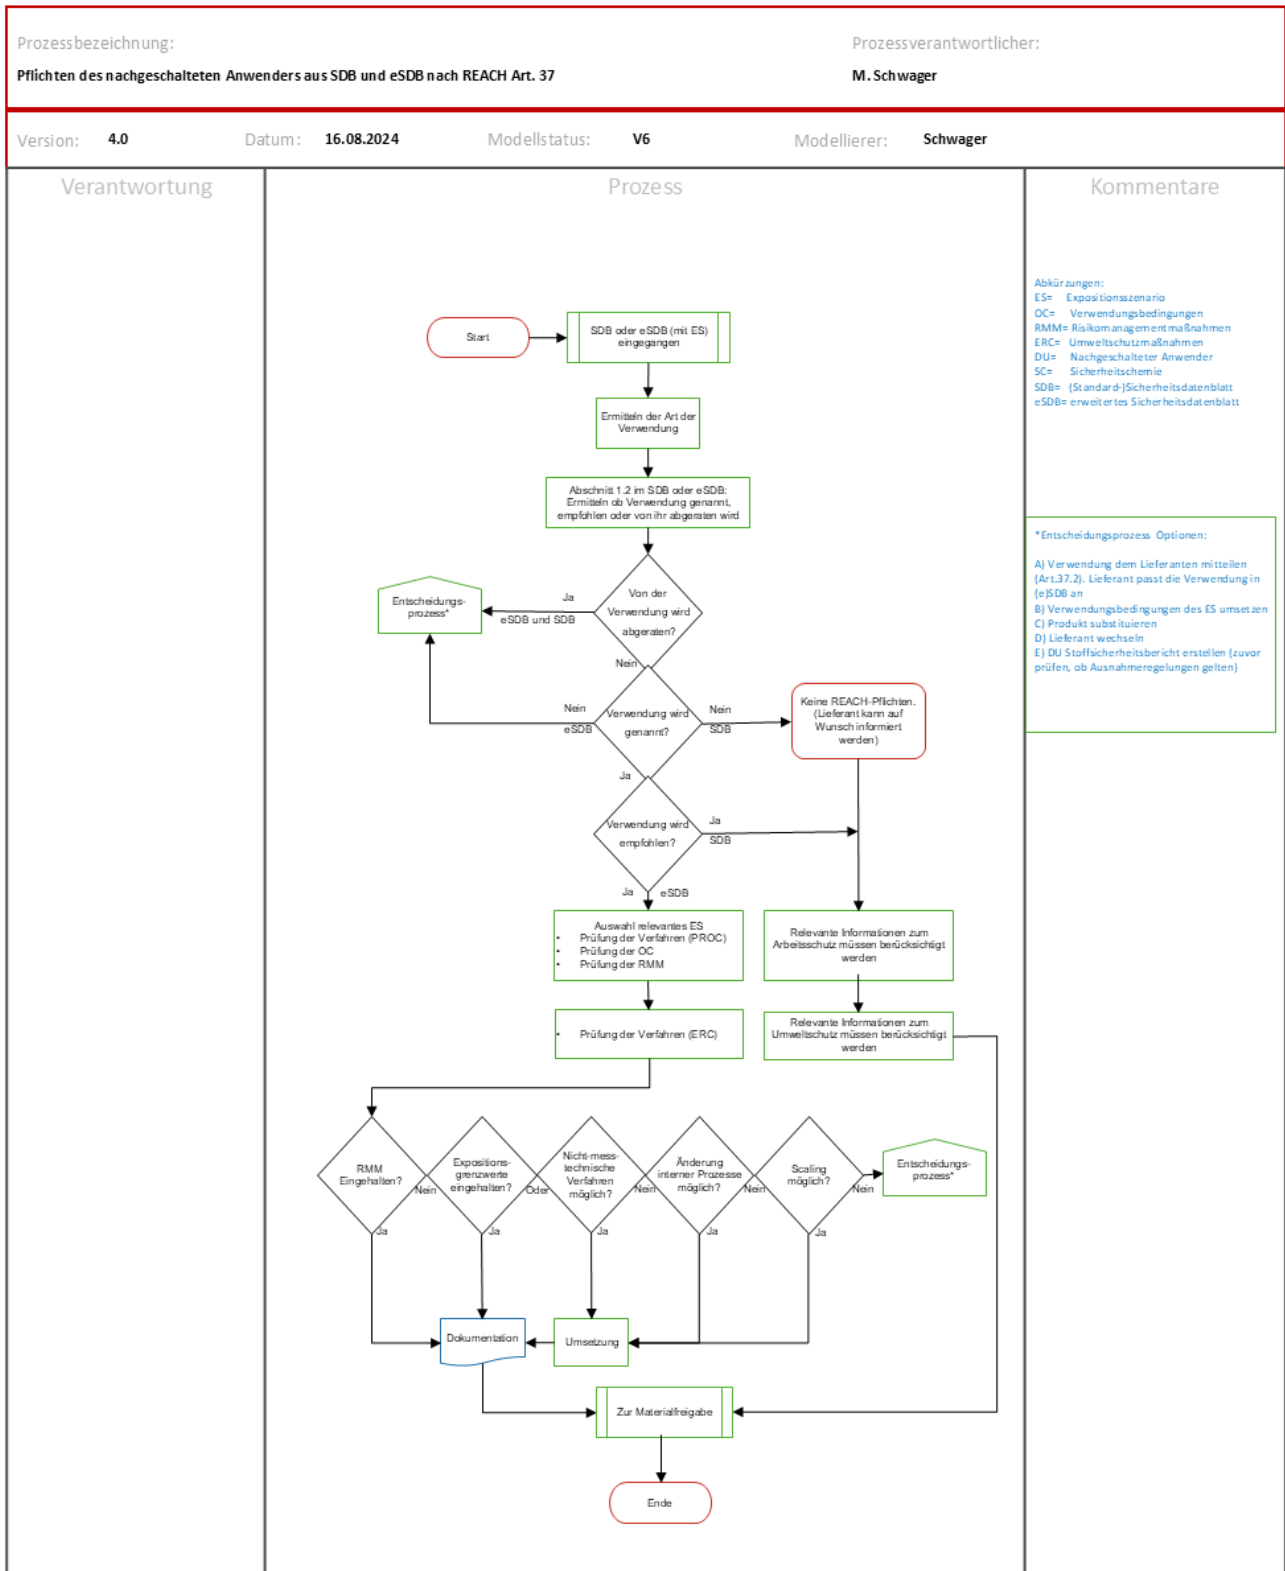 Prozessbezeichnung:
Prozessverantwortlicher:
Pflichten des nachgeschalteten Anwenders aus SDB und eSDB nach REACH Art. 37
M. Schwager
Version: 4.0 Datum: 16.08.2024 Modellstatus: V6 Modellierer: Schwager
Verantwortung
Prozess
Kommentare
Abkürzungen:
ES= Expositionsszenario
OC= Verwendungsbedingungen
RMM= Risikomanagementmaßnahmen
ERC= Umweltschutzmaßnahmen
DU= Nachgeschalteter Anwender
SC= Sicherheitschemie
SDB= (Standard-)Sicherheitsdatenblatt
eSDB= erweitertes Sicherheitsdatenblatt
Start
SDB oder eSDB (mit ES)
eingegangen
Ermitteln der Art der
Verwendung
Abschnitt 1.2 im SDB oder eSDB:
Ermitteln ob Verwendung genannt,
empfohlen oder von ihr abgeraten wird
*Entscheidungsprozess Optionen:
A) Verwendung dem Lieferanten mitteilen
(Art.37.2). Lieferant passt die Verwendung in
(e)SDB an
B) Verwendungsbedingungen des ES umsetzen
C) Produkt substituieren
D) Lieferant wechseln
E) DU Stoffsicherheitsbericht erstellen (zuvor
prüfen, ob Ausnahmeregelungen gelten)
Von der
Verwendung wird
abgeraten?
Ja
eSDB und SDB
Entscheidungs-
prozess*
Nein
Verwendung wird
genannt?
Nein
eSDB
Nein
SDB
Keine REACH-Pflichten.
(Lieferant kann auf
Wunsch informiert
werden)
Ja
Verwendung wird
empfohlen?
Ja
SDB
Ja eSDB
Auswahl relevantes ES
• Prüfung der Verfahren (PROC)
• Prüfung der OC
• Prüfung der RMM
Relevante Informationen zum
Arbeitsschutz müssen berücksichtigt
werden
• Prüfung der Verfahren (ERC)
Relevante Informationen zum
Umweltschutz müssen berücksichtigt
werden
RMM
Eingehalten?
Nein
Expositions-
grenzwerte
eingehalten?
Oder
Nicht-mess-
technische
Verfahren
möglich?
Nein
Änderung
interner Prozesse
möglich?
Nein
Scaling
möglich?
Nein
Entscheidungs-
prozess*
Ja
Ja
Ja
Ja
Ja
Dokumentation
Umsetzung
Zur Materialfreigabe
Ende